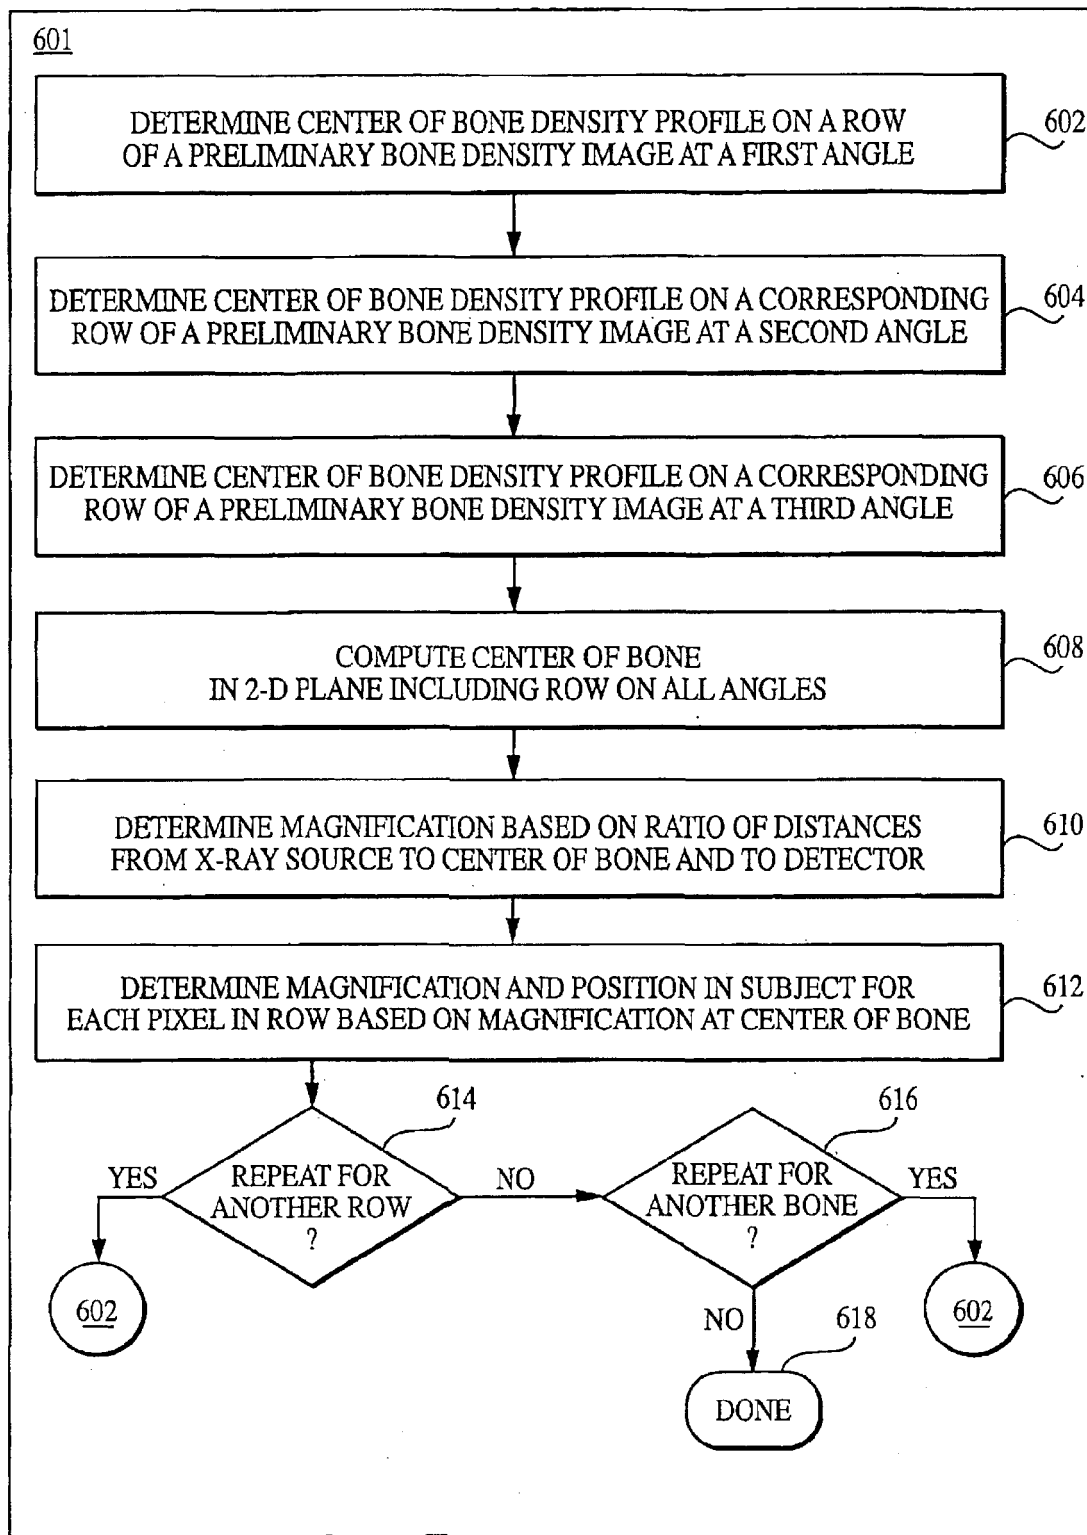 601
DETERMINE CENTER OF BONE DENSITY PROFILE ON A ROW
OF A PRELIMINARY BONE DENSITY IMAGE AT A FIRST ANGLE
602
DETERMINE CENTER OF BONE DENSITY PROFILE ON A CORRESPONDING
ROW OF A PRELIMINARY BONE DENSITY IMAGE AT A SECOND ANGLE
604
DETERMINE CENTER OF BONE DENSITY PROFILE ON A CORRESPONDING
ROW OF A PRELIMINARY BONE DENSITY IMAGE AT A THIRD ANGLE
606
COMPUTE CENTER OF BONE
IN 2-D PLANE INCLUDING ROW ON ALL ANGLES
608
DETERMINE MAGNIFICATION BASED ON RATIO OF DISTANCES
FROM X-RAY SOURCE TO CENTER OF BONE AND TO DETECTOR
610
DETERMINE MAGNIFICATION AND POSITION IN SUBJECT FOR
EACH PIXEL IN ROW BASED ON MAGNIFICATION AT CENTER OF BONE
612
614
YES
REPEAT FOR
ANOTHER ROW
?
NO
616
REPEAT FOR
ANOTHER BONE
?
YES
602
602
NO
618
DONE